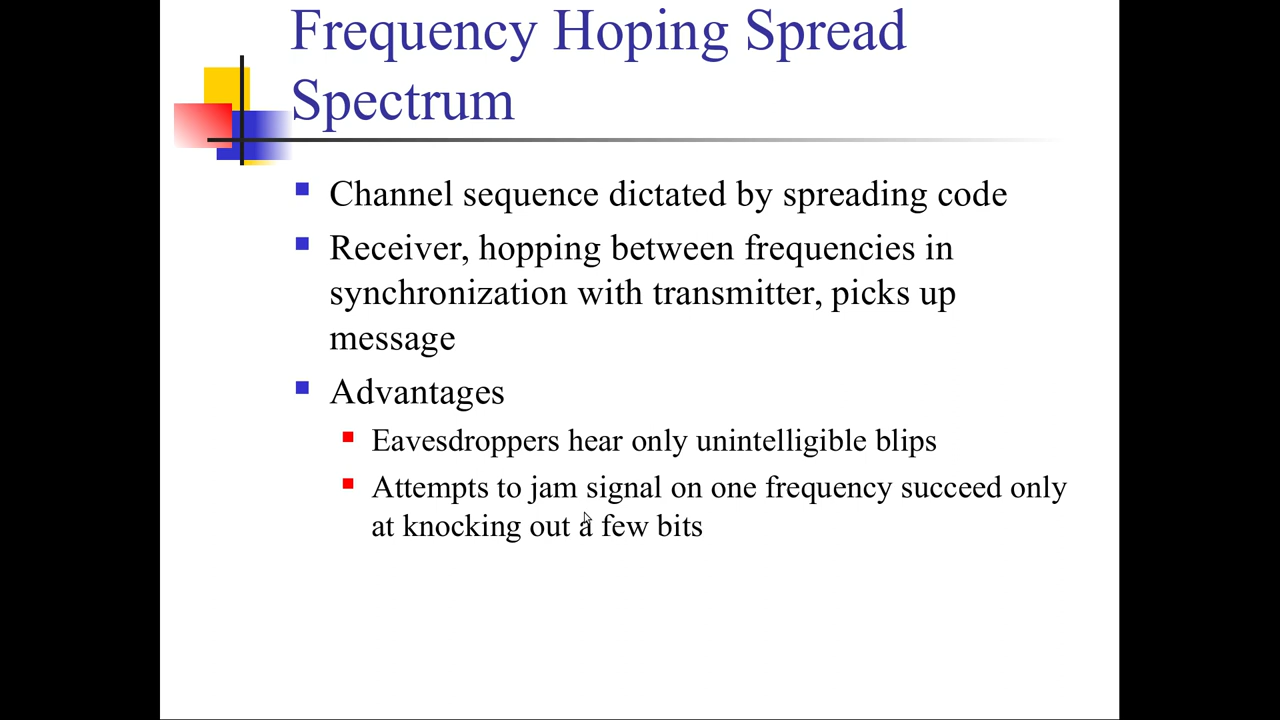 Frequency Hoping Spread
Spectrum
Channel sequence dictated by spreading code
Receiver, hopping between frequencies in
synchronization with transmitter, picks up
message
Advantages
Eavesdroppers hear only unintelligible blips
Attempts to jam signal on one frequency succeed only
at knocking out a few bits